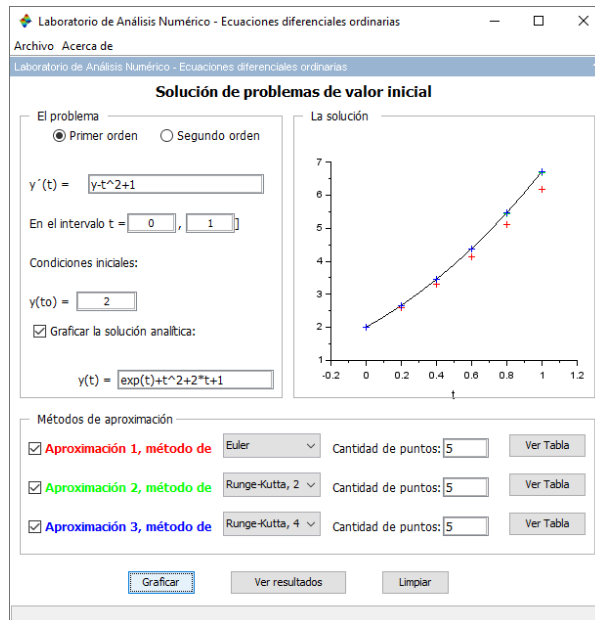 Laboratorio de Análisis Numérico - Ecuaciones diferenciales ordinarias
Archivo Acerca de
Laboratorio de Análisis Numérico - Ecuaciones diferenciales ordinarias
Solución de problemas de valor inicial
El problema
Primer orden Segundo orden
y´(t) = y-t^2+1
En el intervalo t = 0 , 1 ]
Condiciones iniciales:
y(to) = 2
Graficar la solución analítica:
y(t) = exp(t)+t^2+2*t+1
La solución
7
6
5
4
3
2
1
-0.2 0 0.2 0.4 0.6 0.8 1 1.2
t
Métodos de aproximación
Aproximación 1, método de Euler Cantidad de puntos: 5 Ver Tabla
Aproximación 2, método de Runge-Kutta, 2 Cantidad de puntos: 5 Ver Tabla
Aproximación 3, método de Runge-Kutta, 4 Cantidad de puntos: 5 Ver Tabla
Graficar Ver resultados Limpiar